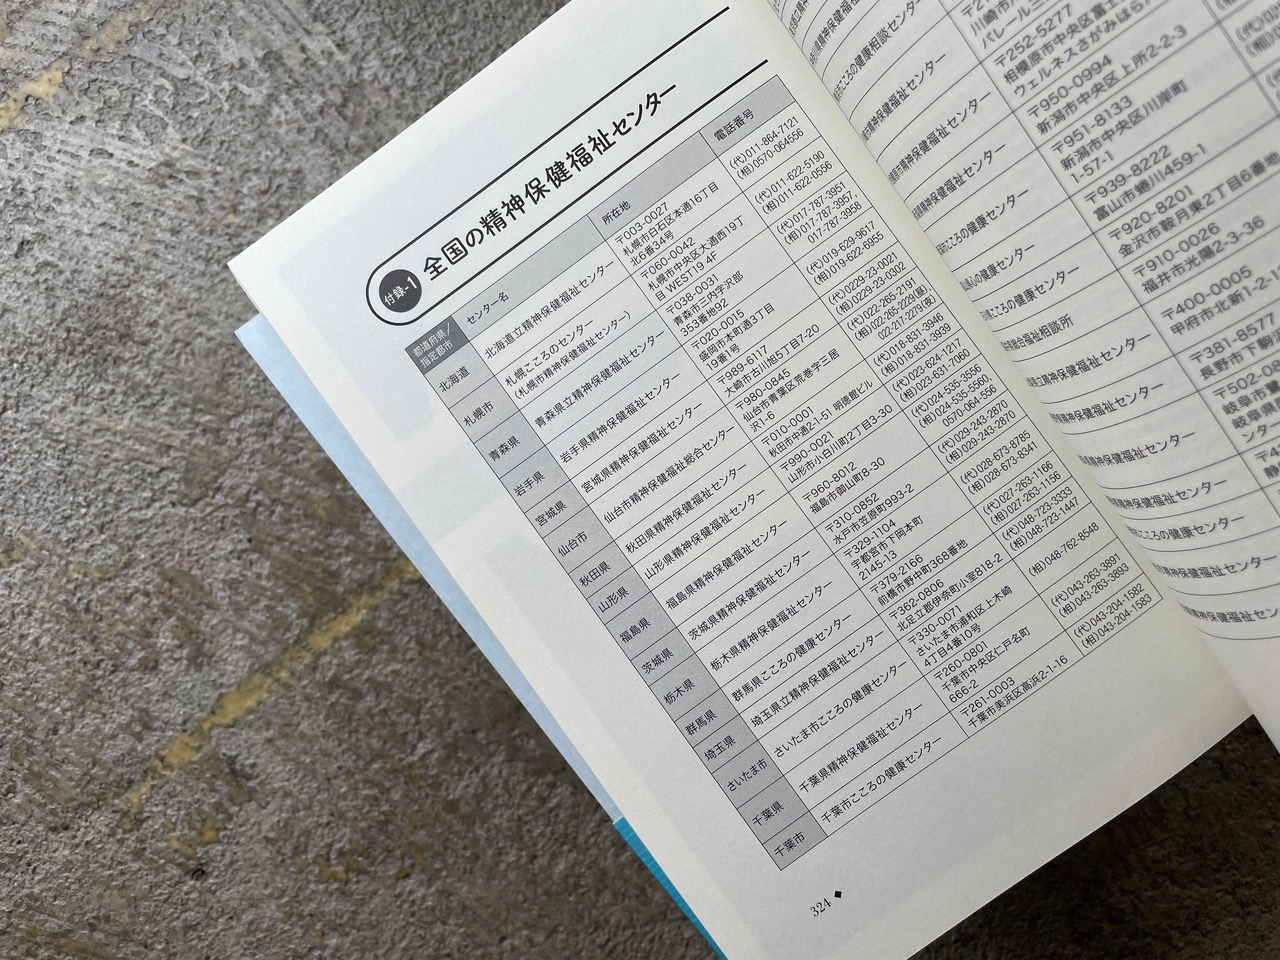 付録-1 全国の精神保健福祉センター
都道府県/指定都市 センター名 所在地 電話番号
北海道 北海道立精神保健福祉センター 〒003-0027 (代)011-864-7121
札幌市白石区本通16丁目 (相)0570-064556
北6番34号
札幌市 札幌こころのセンター 〒060-0042 (代)011-622-5190
(札幌市精神保健福祉センター) 札幌市中央区大通西19丁 (相)011-622-0556
目 WEST19 4F
青森県 青森県立精神保健福祉センター 〒038-0031 (代)017-787-3951
青森市三内字沢部 (相)017-787-3957,
353番地92 017-787-3958
岩手県 岩手県精神保健福祉センター 〒020-0015 (代)019-629-9617
盛岡市本町通3丁目 (相)019-622-6955
19番1号
宮城県 宮城県精神保健福祉センター 〒989-6117 (代)0229-23-0021
大崎市古川旭5丁目7-20 (相)0229-23-0302
仙台市 仙台市精神保健福祉総合センター 〒980-0845 (代)022-265-2191
仙台市青葉区荒巻字三居 (相)022-265-2229(昼),
沢1-6 022-217-2279(夜)
秋田県 秋田県精神保健福祉センター 〒010-0001 (代)018-831-3946
秋田市中通2-1-51 明徳館ビル (相)018-831-3939
山形県 山形県精神保健福祉センター 〒990-0021 (代)023-624-1217
山形市小白川町2丁目3-30 (相)023-631-7060
福島県 福島県精神保健福祉センター 〒960-8012 (代)024-535-3556
福島市御山町8-30 (相)024-535-5560,
0570-064-556
茨城県 茨城県精神保健福祉センター 〒310-0852 (代)029-243-2870
水戸市笠原町993-2 (相)029-243-2870
栃木県 栃木県精神保健福祉センター 〒329-1104 (代)028-673-8785
宇都宮市下岡本町 (相)028-673-8341
2145-13
群馬県 群馬県こころの健康センター 〒379-2166 (代)027-263-1166
前橋市野中町368番地 (相)027-263-1156
埼玉県 埼玉県立精神保健福祉センター 〒362-0806 (代)048-723-3333
北足立郡伊奈町小室818-2 (相)048-723-1447
さいたま市 さいたま市こころの健康センター 〒330-0071 (相)048-762-8548
さいたま市浦和区上木崎
4丁目4番10号
千葉県 千葉県精神保健福祉センター 〒260-0801 (代)043-263-3891
千葉市中央区仁戸名町 (相)043-263-3893
666-2
千葉市 千葉市こころの健康センター 〒261-0003 (代)043-204-1582
千葉市美浜区高浜2-1-16 (相)043-204-1583
324
こころの健康相談センター
〒252-5277
相模原市中央区富士
ウェルネスさがみはら
精神保健福祉センター 〒950-0994
新潟市中央区上所2-2-3
〒951-8133
新潟市中央区川岸町
1-57-1
〒939-8222
富山市蜷川459-1
こころの健康センター 〒920-8201
金沢市鞍月東2丁目6番地
〒910-0026
福井市光陽2-3-36
〒400-0005
甲府市北新1-2-1
〒381-8577
長野市下駒
〒502-08
岐阜市
岐阜県